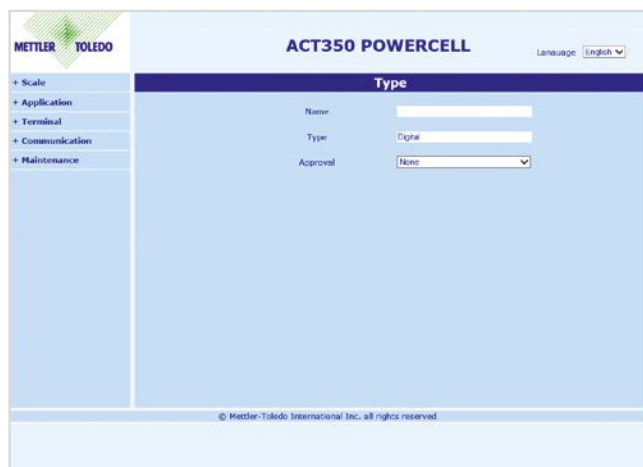 METTLER TOLEDO
ACT350 POWERCELL
Lanauage English
+ Scale
+ Application
+ Terminal
+ Communication
+ Maintenance
Type
Name
Type Digital
Approval None
© Mettler-Toledo International Inc. all rights reserved